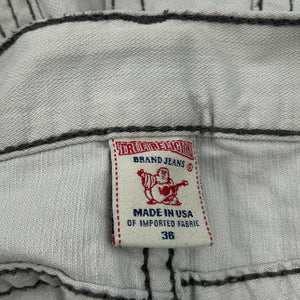 TRUE RELIGION
BRAND JEANS ®
MADE IN USA
OF IMPORTED FABRIC
36